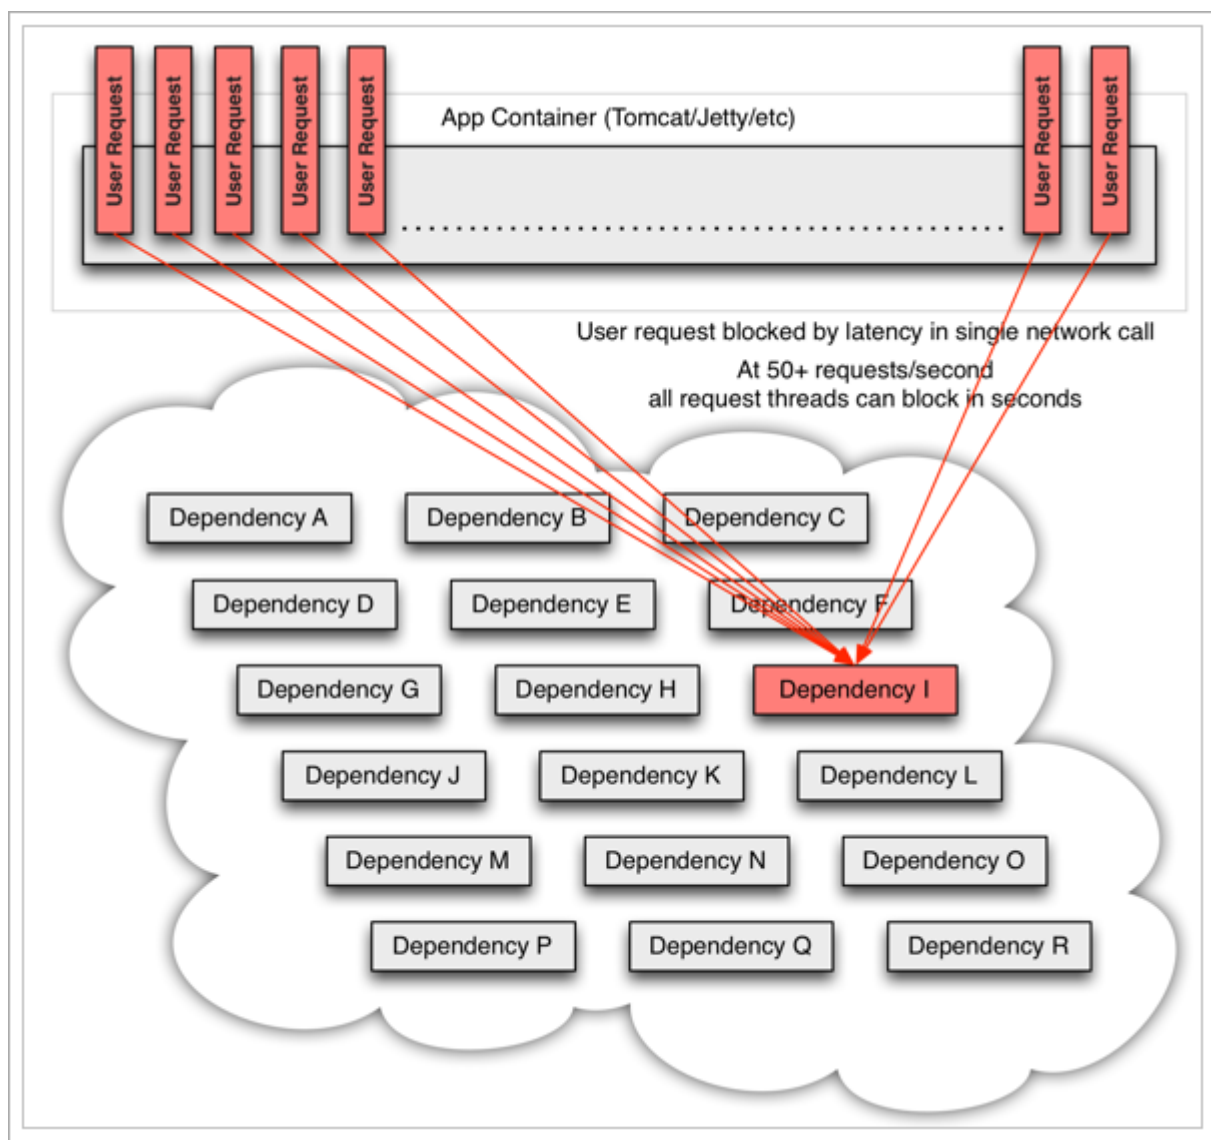 User Request
User Request
User Request
User Request
User Request
User Request
User Request
App Container (Tomcat/Jetty/etc)
User request blocked by latency in single network call
At 50+ requests/second
all request threads can block in seconds
Dependency A
Dependency B
Dependency C
Dependency D
Dependency E
Dependency F
Dependency G
Dependency H
Dependency I
Dependency J
Dependency K
Dependency L
Dependency M
Dependency N
Dependency O
Dependency P
Dependency Q
Dependency R